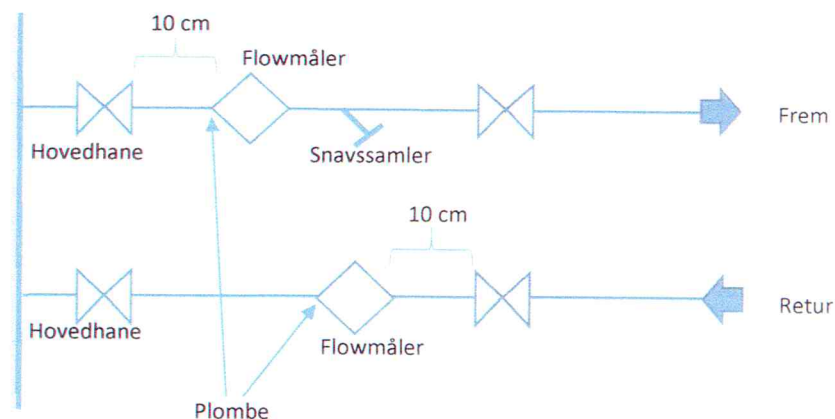 10 cm
Flowmåler
Frem
Hovedhane
Snavssamler
10 cm
Retur
Hovedhane
Flowmåler
Plombe